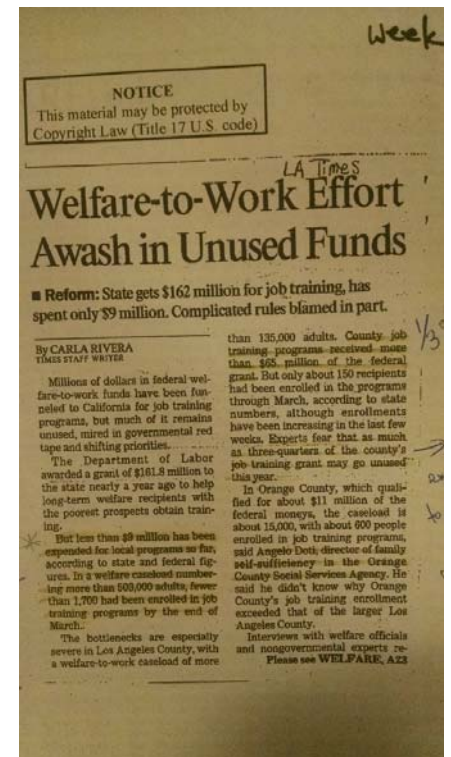 week
NOTICE
This material may be protected by
Copyright Law (Title 17 U.S. code)
LA Times
Welfare-to-Work Effort
Awash in Unused Funds
■ Reform: State gets $162 million for job training, has
spent only $9 million. Complicated rules blamed in part.
By CARLA RIVERA
TIMES STAFF WRITER
Millions of dollars in federal wel-
fare-to-work funds have been fun-
neled to California for job training
programs, but much of it remains
unused, mired in governmental red
tape and shifting priorities.
The Department of Labor
awarded a grant of $161.8 million to
the state nearly a year ago to help
long-term welfare recipients with
the poorest prospects obtain train-
ing.
But less than $9 million has been
expended for local programs so far,
according to state and federal fig-
ures. In a welfare caseload number-
ing more than 500,000 adults, fewer
than 1,700 had been enrolled in job
training programs by the end of
March.
The bottlenecks are especially
severe in Los Angeles County, with
a welfare-to-work caseload of more
than 135,000 adults. County job
training programs received more
than $65 million of the federal
grant. But only about 150 recipients
had been enrolled in the programs
through March, according to state
numbers, although enrollments
have been increasing in the last few
weeks. Experts fear that as much
as three-quarters of the county's
job training grant may go unused
this year.
In Orange County, which quali-
fied for about $11 million of the
federal moneys, the caseload is
about 15,000, with about 600 people
enrolled in job training programs,
said Angelo Doti, director of family
self-sufficiency in the Orange
County Social Services Agency. He
said he didn't know why Orange
County's job training enrollment
exceeded that of the larger Los
Angeles County.
Interviews with welfare officials
and nongovernmental experts re-
Please see WELFARE, A23
1/3
to